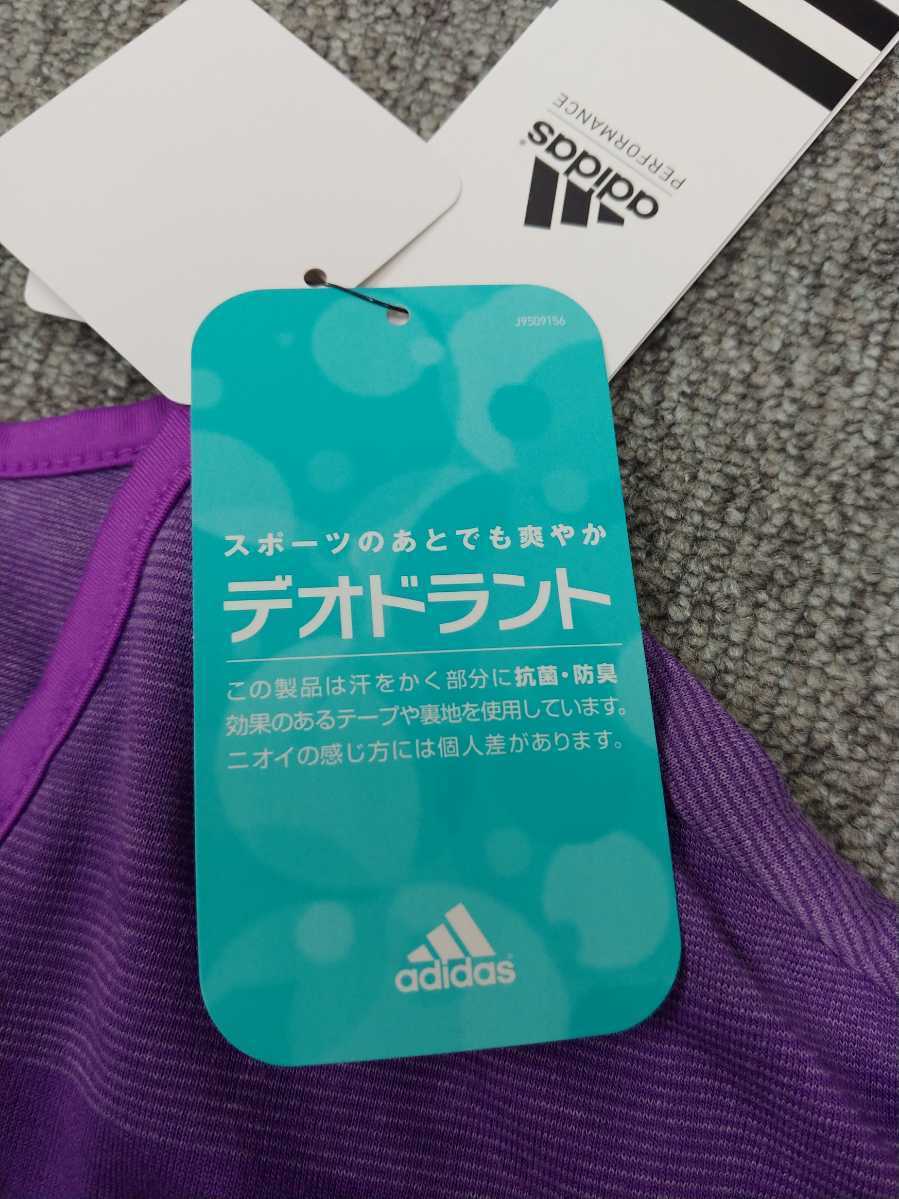 adidas
PERFORMANCE
J9509156
スポーツのあとでも爽やか
デオドラント
この製品は汗をかく部分に抗菌・防臭
効果のあるテープや裏地を使用しています。
ニオイの感じ方には個人差があります。
adidas